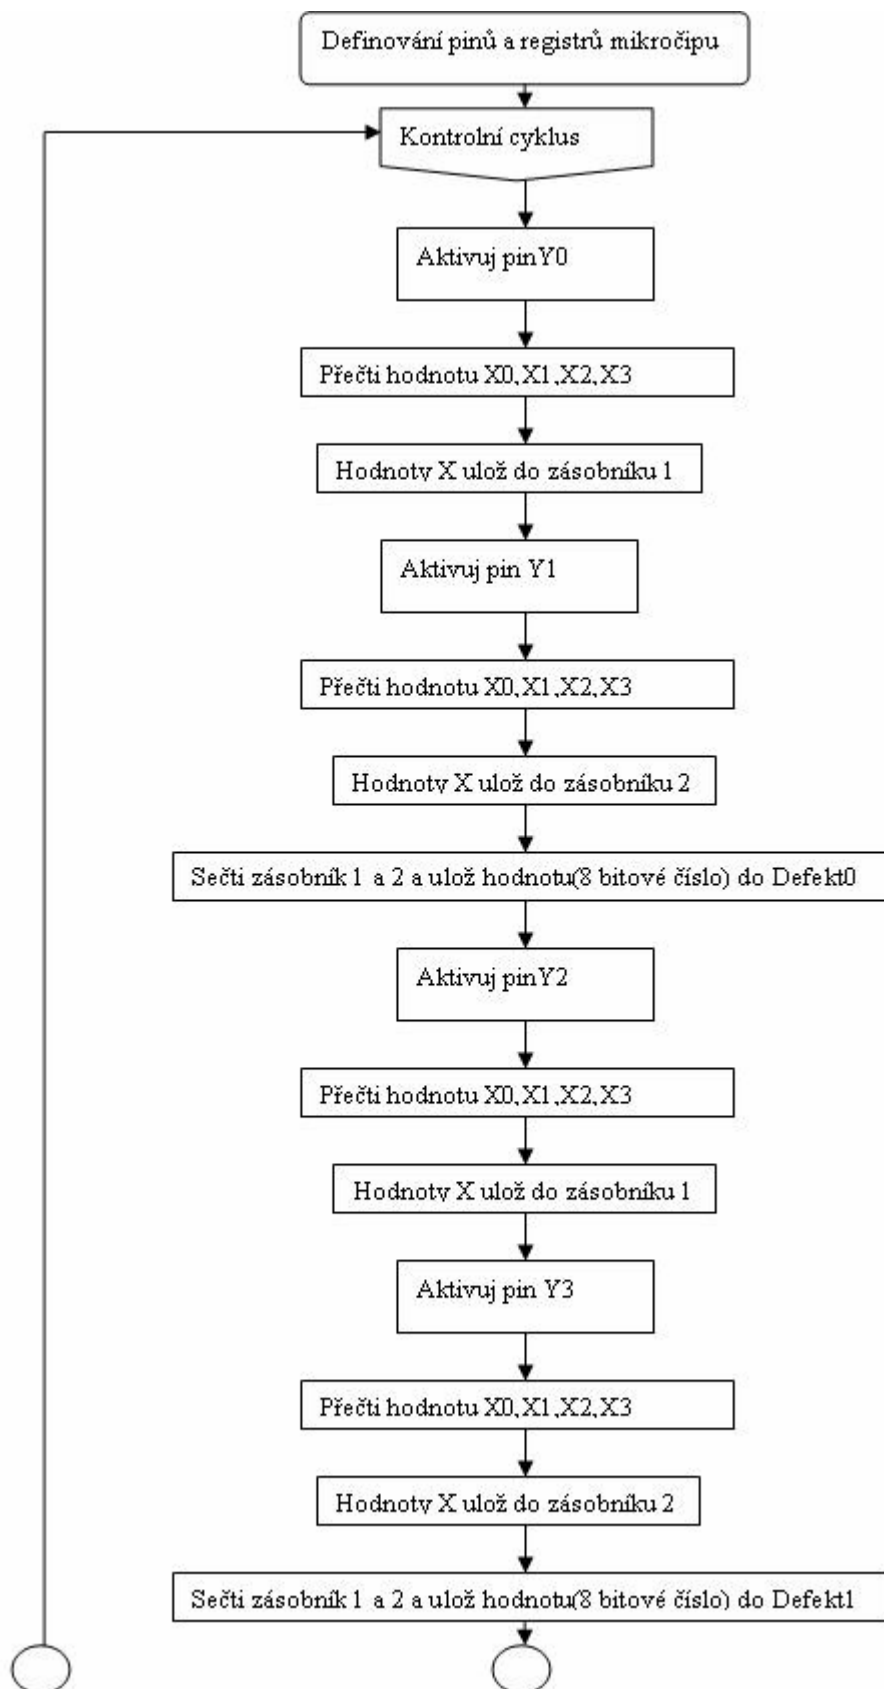 Definování pinů a registrů mikročipu
Kontrolní cyklus
Aktivuj pinY0
Přečti hodnotu X0,X1,X2,X3
Hodnoty X ulož do zásobníku 1
Aktivuj pin Y1
Přečti hodnotu X0,X1,X2,X3
Hodnoty X ulož do zásobníku 2
Sečti zásobník 1 a 2 a ulož hodnotu(8 bitové číslo) do Defekt0
Aktivuj pinY2
Přečti hodnotu X0,X1,X2,X3
Hodnoty X ulož do zásobníku 1
Aktivuj pin Y3
Přečti hodnotu X0,X1,X2,X3
Hodnoty X ulož do zásobníku 2
Sečti zásobník 1 a 2 a ulož hodnotu(8 bitové číslo) do Defekt1